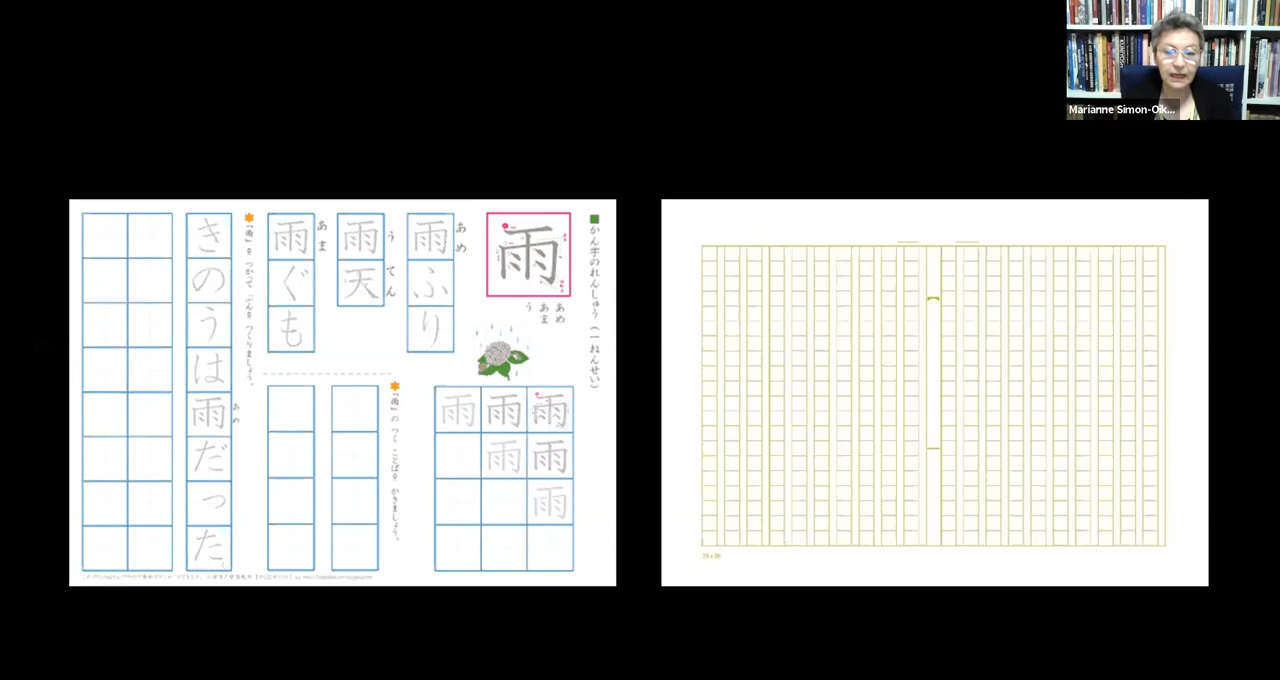 Marianne Simon-Oik...
かん字のれんしゅう（一ねんせい）
雨
あめ
あま
う
雨ふり
あめ
雨天
うてん
雨ぐも
あま
雨雨雨
雨雨
雨
「雨」の つく ことばを かきましょう。
「雨」を つかって ぶんを つくりましょう。
きのうは雨だった
あめ
20 x 20